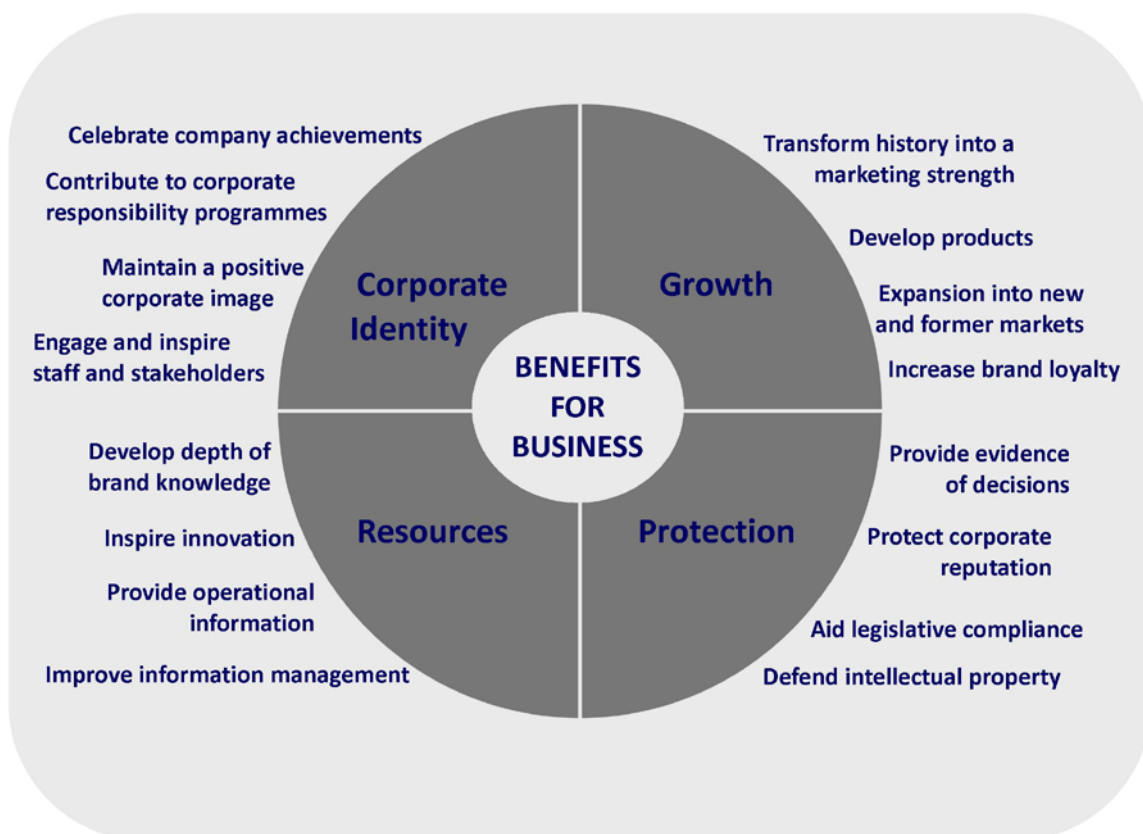 Celebrate company achievements
Contribute to corporate
responsibility programmes
Maintain a positive
corporate image
Engage and inspire
staff and stakeholders
Corporate
Identity
Growth
Transform history into a
marketing strength
Develop products
Expansion into new
and former markets
Increase brand loyalty
BENEFITS
FOR
BUSINESS
Develop depth of
brand knowledge
Inspire innovation
Provide operational
information
Improve information management
Resources
Protection
Provide evidence
of decisions
Protect corporate
reputation
Aid legislative compliance
Defend intellectual property